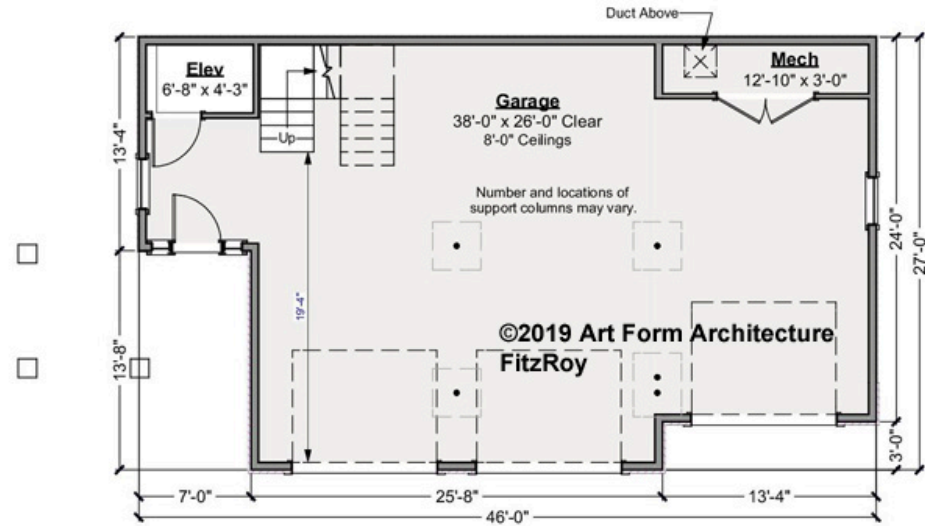 Duct Above
Elev
6'-8" x 4'-3"
Mech
12'-10" x 3'-0"
Garage
38'-0" x 26'-0" Clear
8'-0" Ceilings
Up
13'-4"
Number and locations of
support columns may vary.
24'-0"
27'-0"
19'-4"
©2019 Art Form Architecture
FitzRoy
13'-8"
3'-0"
7'-0"
25'-8"
13'-4"
46'-0"